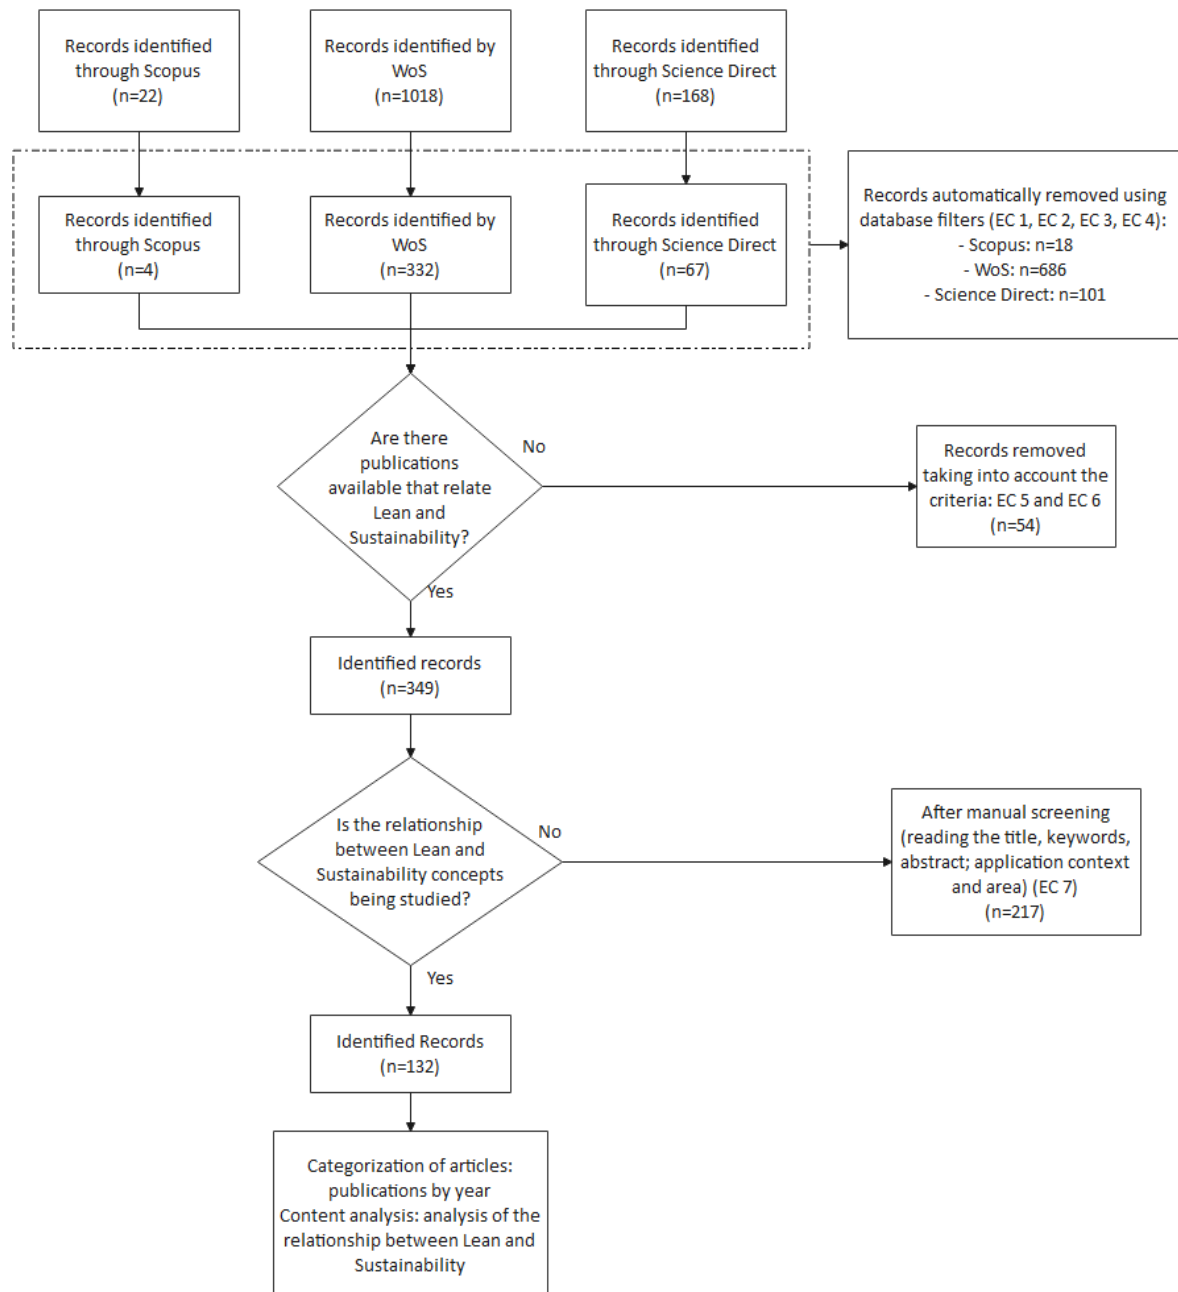 Records identified
through Scopus
(n=22)
Records identified by
WoS
(n=1018)
Records identified
through Science Direct
(n=168)
Records identified
through Scopus
(n=4)
Records identified by
WoS
(n=332)
Records identified
through Science Direct
(n=67)
Records automatically removed using
database filters (EC 1, EC 2, EC 3, EC 4):
- Scopus: n=18
- WoS: n=686
- Science Direct: n=101
Are there
publications
available that relate
Lean and
Sustainability?
No
Records removed
taking into account the
criteria: EC 5 and EC 6
(n=54)
Yes
Identified records
(n=349)
Is the relationship
between Lean and
Sustainability concepts
being studied?
No
After manual screening
(reading the title, keywords,
abstract; application context
and area) (EC 7)
(n=217)
Yes
Identified Records
(n=132)
Categorization of articles:
publications by year
Content analysis: analysis of the
relationship between Lean and
Sustainability